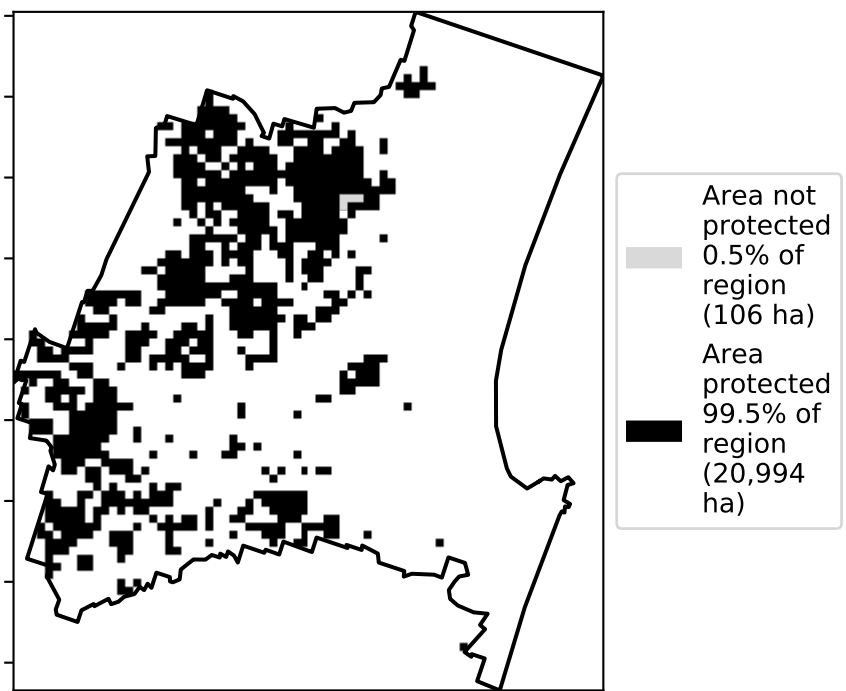 Area not
protected
0.5% of
region
(106 ha)
Area
protected
99.5% of
region
(20,994
ha)